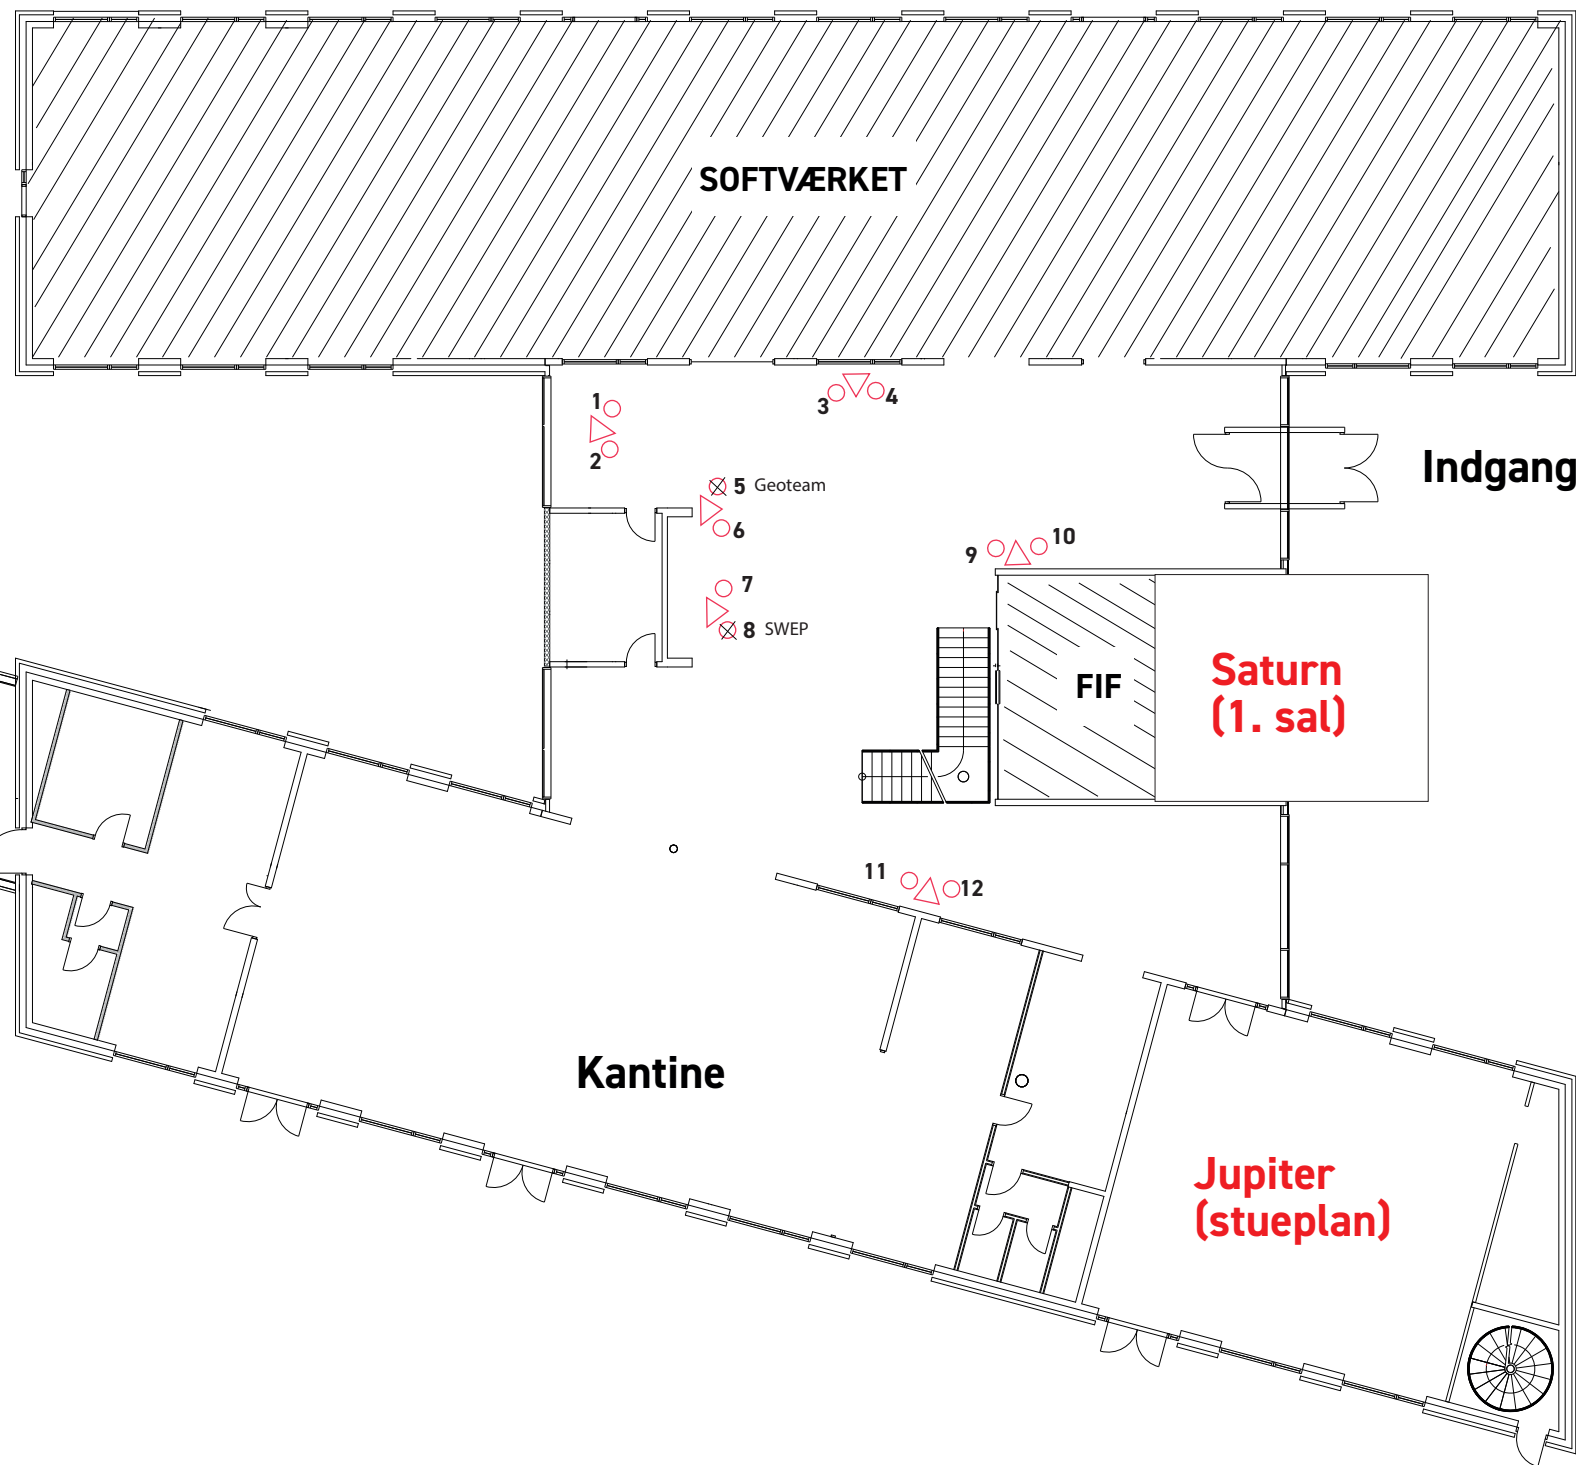 SOFTVÆRKET
1
2
3
4
Indgang
5 Geoteam
6
9
10
7
8 SWEP
FIF
Saturn
(1. sal)
11
12
Kantine
Jupiter
(stueplan)